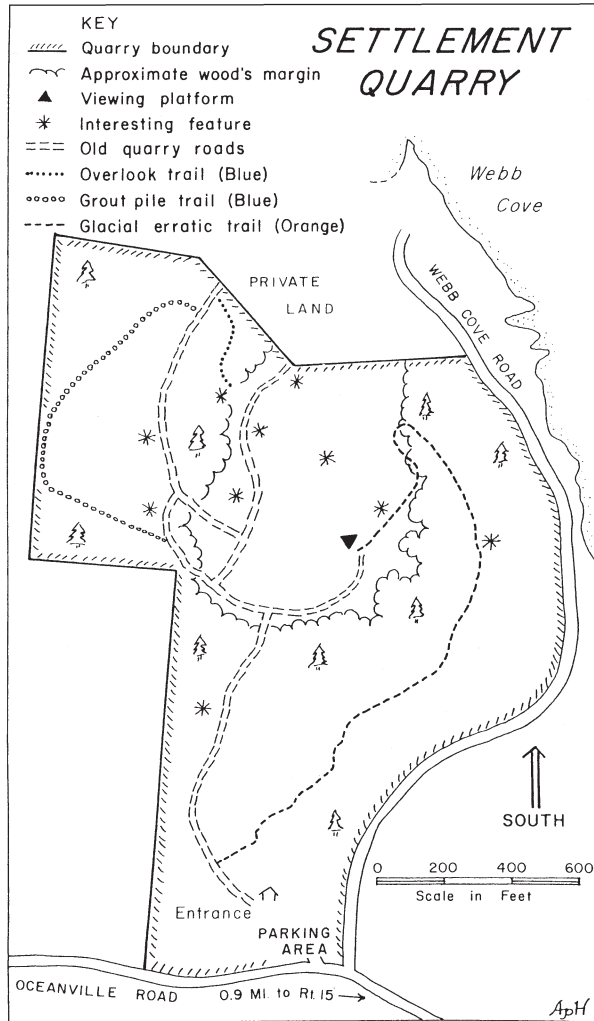 SETTLEMENT
QUARRY
KEY
Quarry boundary
Approximate wood's margin
Viewing platform
Interesting feature
Old quarry roads
Overlook trail (Blue)
Grout pile trail (Blue)
Glacial erratic trail (Orange)
Webb
Cove
PRIVATE
LAND
WEBB COVE ROAD
SOUTH
0 200 400 600
Scale in Feet
Entrance
PARKING
AREA
OCEANVILLE ROAD
0.9 MI. to Rt. 15
ApH